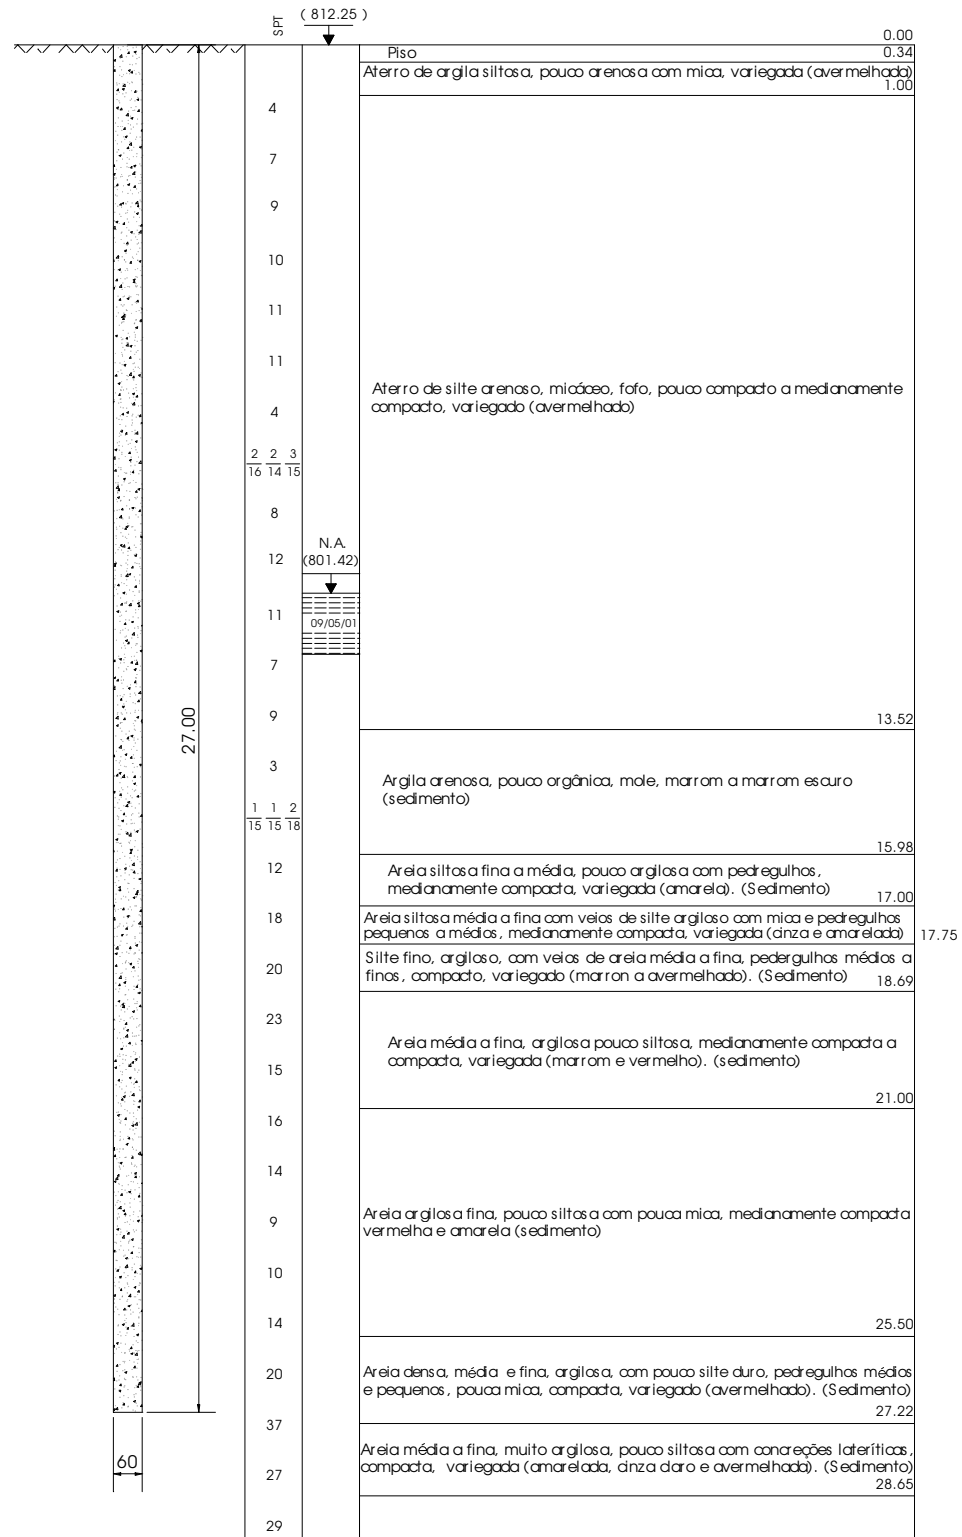 SPT
( 812.25 )
0.00
Piso
0.34
Aterro de argila siltosa, pouco arenosa com mica, variegada (avermelhada)
1.00
4
7
9
10
11
11
Aterro de silte arenoso, micáceo, fofo, pouco compacto a medianamente
compacto, variegado (avermelhado)
4
2 2 3
16 14 15
8
N.A.
(801.42)
12
11
09/05/01
7
9
13.52
27.00
3
Argila arenosa, pouco orgânica, mole, marrom a marrom escuro
(sedimento)
1 1 2
15 15 18
15.98
12
Areia siltosa fina a média, pouco argilosa com pedregulhos,
medianamente compacta, variegada (amarela). (Sedimento)
17.00
18
Areia siltosa média a fina com veios de silte argiloso com mica e pedregulhos
pequenos a médios, medianamente compacta, variegada (cinza e amarelada)
17.75
Silte fino, argiloso, com veios de areia média a fina, pedergulhos médios a
finos, compacto, variegado (marron a avermelhado). (Sedimento)
18.69
20
23
Areia média a fina, argilosa pouco siltosa, medianamente compacta a
compacta, variegada (marrom e vermelho). (sedimento)
15
21.00
16
14
9
Areia argilosa fina, pouco siltosa com pouca mica, medianamente compacta
vermelha e amarela (sedimento)
10
14
25.50
20
Areia densa, média e fina, argilosa, com pouco silte duro, pedregulhos médios
e pequenos, pouca mica, compacta, variegado (avermelhado). (Sedimento)
27.22
37
Areia média a fina, muito argilosa, pouco siltosa com concreções lateríticas,
compacta, variegada (amarelada, cinza claro e avermelhada). (Sedimento)
60
27
28.65
29